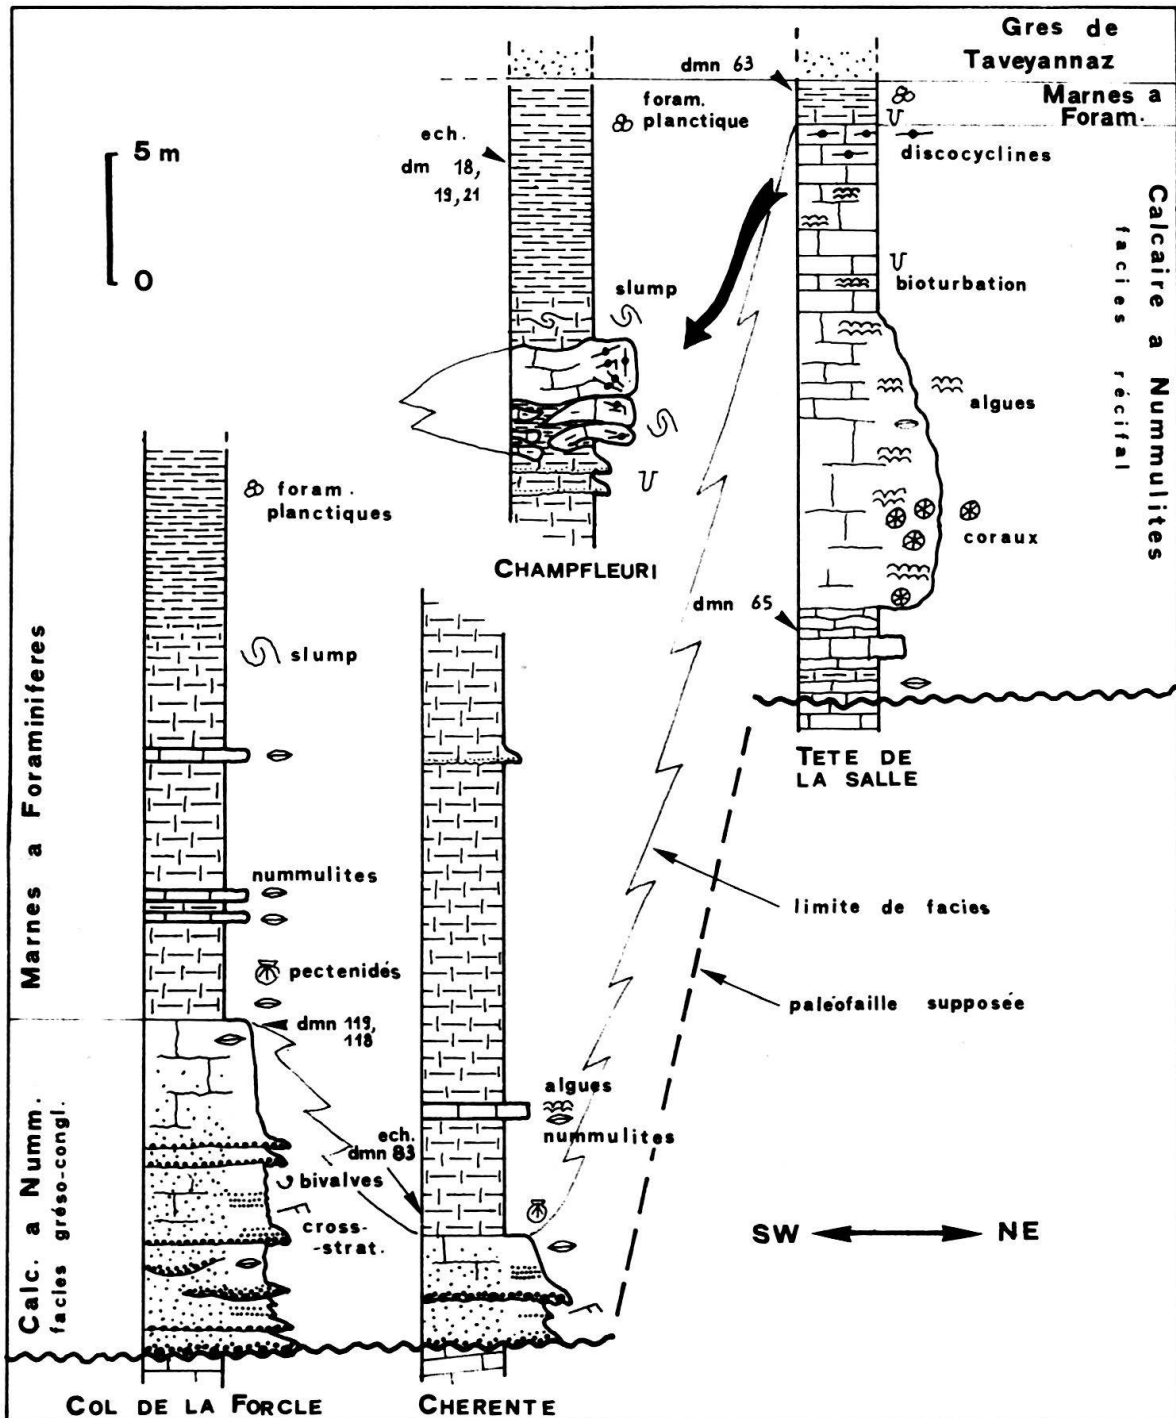 Gres de
Taveyannaz
dmn 63
Marnes a
Foram.
foram.
planctique
ech.
dm 18,
19,21
5 m
0
discocyclines
slump
bioturbation
algues
coraux
Calcaire a Nummulites
facies récifal
foram.
planctiques
CHAMPFLEURI
dmn 65
slump
TETE DE
LA SALLE
Marnes a Foraminiferes
nummulites
limite de facies
pectenidés
paléofaille supposée
dmn 119,
118
algues
nummulites
ech.
dmn 83
bivalves
cross-
-strat.
SW
NE
Calc. a Numm.
facies gréso-congl.
COL DE LA FORCLE
CHERENTE